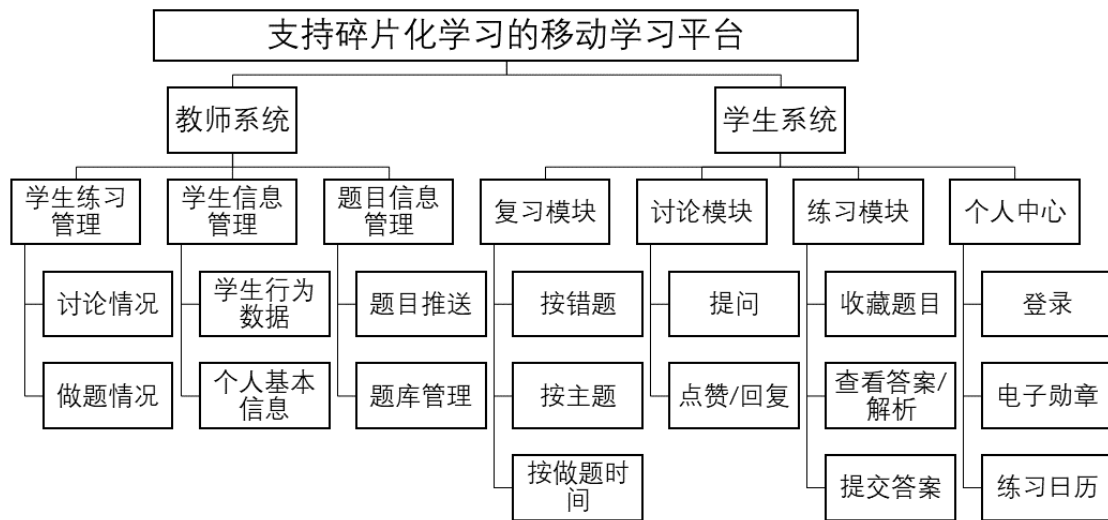 支持碎片化学习的移动学习平台
教师系统
学生系统
学生练习
管理
学生信息
管理
题目信息
管理
复习模块
讨论模块
练习模块
个人中心
讨论情况
学生行为
数据
题目推送
按错题
提问
收藏题目
登录
做题情况
个人基本
信息
题库管理
按主题
点赞/回复
查看答案/
解析
电子勋章
按做题时
间
提交答案
练习日历